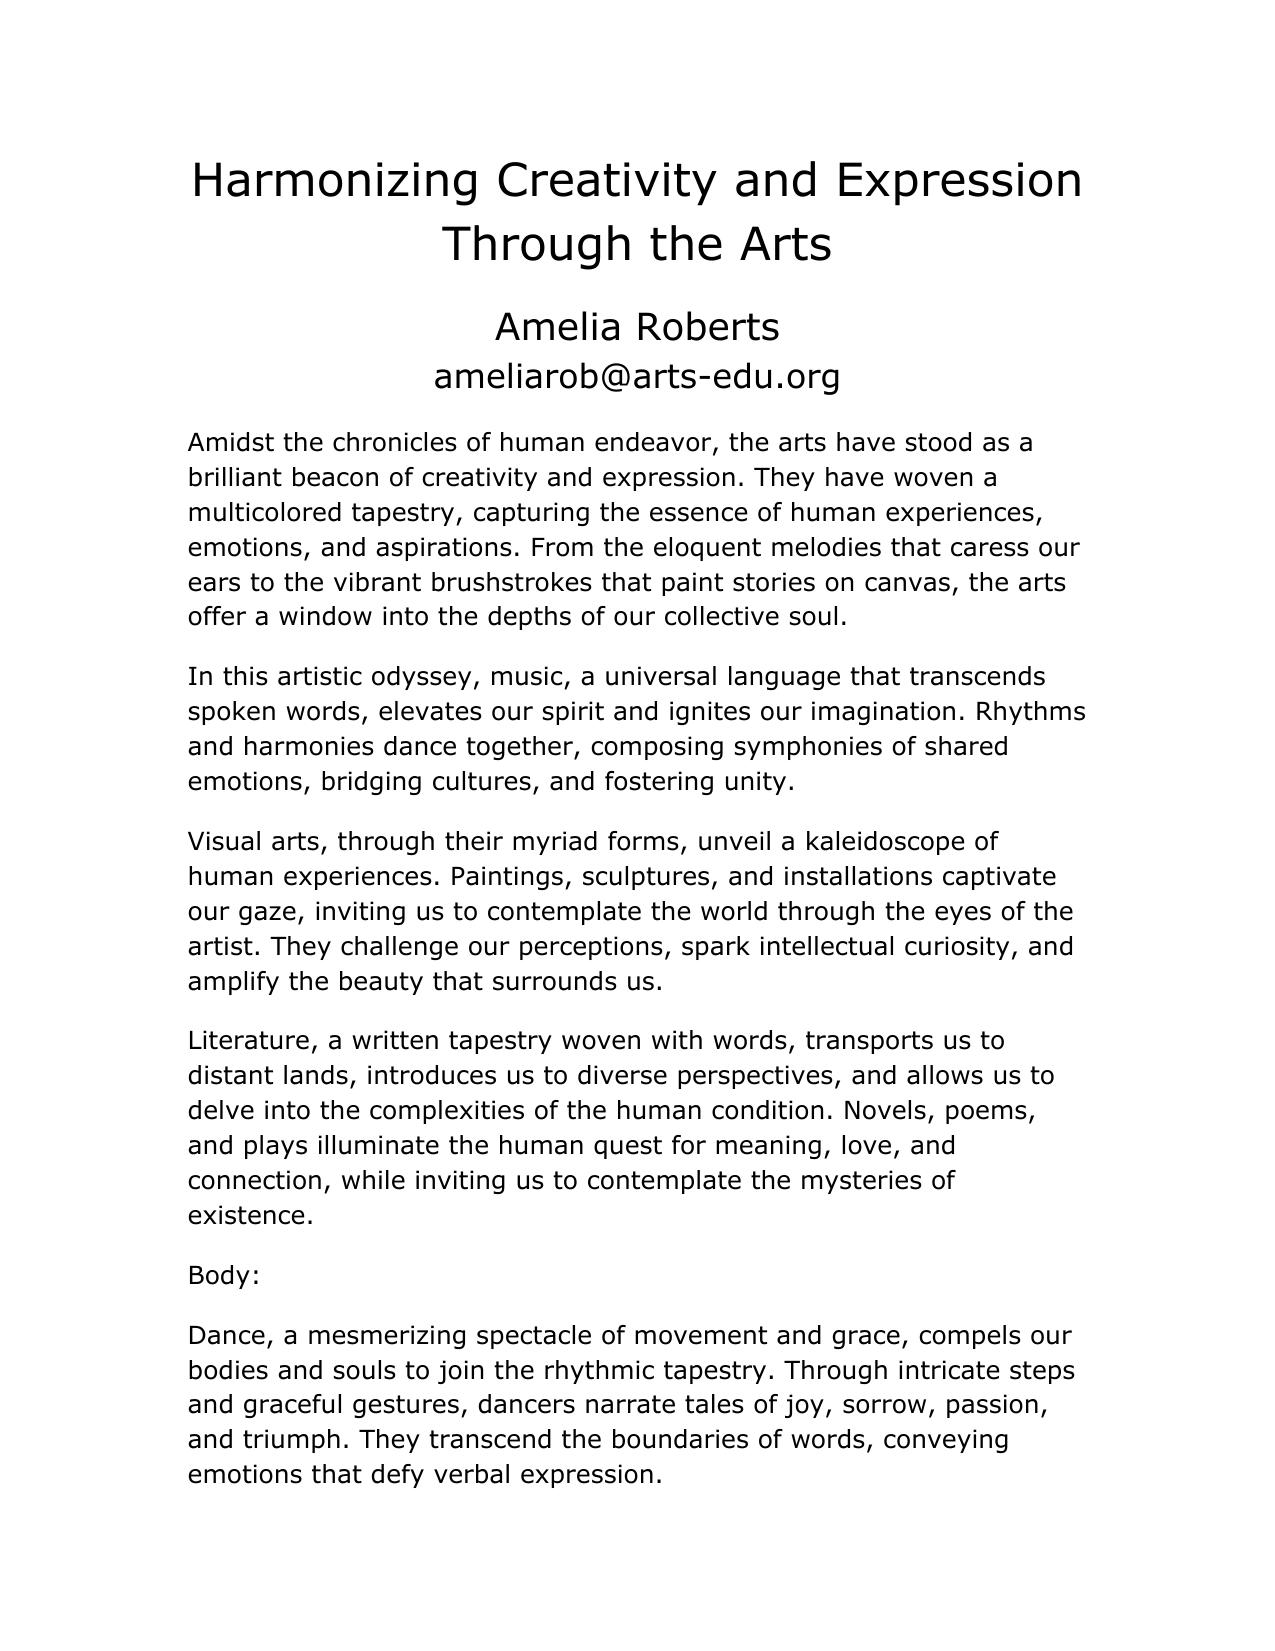 Harmonizing Creativity and Expression
Through the Arts
Amelia Roberts
ameliarob@arts-edu.org
Amidst the chronicles of human endeavor, the arts have stood as a
brilliant beacon of creativity and expression. They have woven a
multicolored tapestry, capturing the essence of human experiences,
emotions, and aspirations. From the eloquent melodies that caress our
ears to the vibrant brushstrokes that paint stories on canvas, the arts
offer a window into the depths of our collective soul.
In this artistic odyssey, music, a universal language that transcends
spoken words, elevates our spirit and ignites our imagination. Rhythms
and harmonies dance together, composing symphonies of shared
emotions, bridging cultures, and fostering unity.
Visual arts, through their myriad forms, unveil a kaleidoscope of
human experiences. Paintings, sculptures, and installations captivate
our gaze, inviting us to contemplate the world through the eyes of the
artist. They challenge our perceptions, spark intellectual curiosity, and
amplify the beauty that surrounds us.
Literature, a written tapestry woven with words, transports us to
distant lands, introduces us to diverse perspectives, and allows us to
delve into the complexities of the human condition. Novels, poems,
and plays illuminate the human quest for meaning, love, and
connection, while inviting us to contemplate the mysteries of
existence.
Body:
Dance, a mesmerizing spectacle of movement and grace, compels our
bodies and souls to join the rhythmic tapestry. Through intricate steps
and graceful gestures, dancers narrate tales of joy, sorrow, passion,
and triumph. They transcend the boundaries of words, conveying
emotions that defy verbal expression.